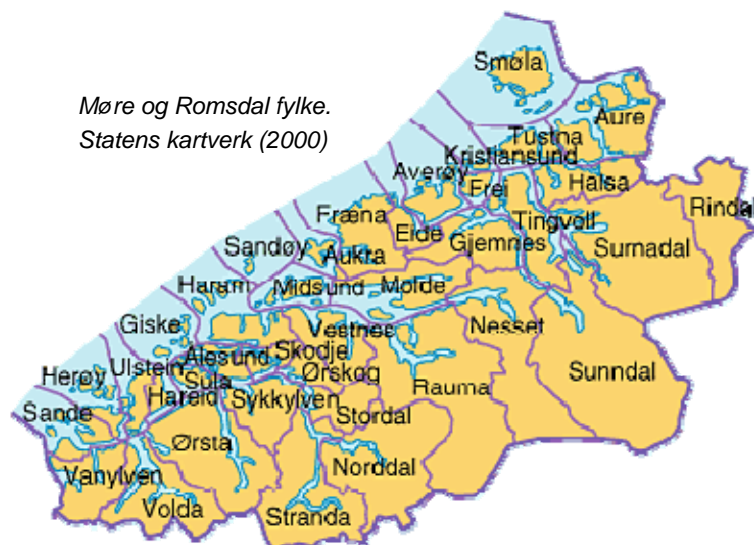 Møre og Romsdal fylke.
Statens kartverk (2000)
Smøla
Aure
Tustna
Kristiansund
Averøy
Frei
Halsa
Rindal
Fræna
Eide
Tingvoll
Gjemnes
Surnadal
Sandøy
Aukra
Haram
Midsund
Molde
Giske
Vestnes
Nesset
Ålesund
Skodje
Herøy
Ulstein
Sula
Ørskog
Rauma
Sunndal
Hareid
Sykkylven
Sande
Stordal
Ørsta
Norddal
Vanylven
Volda
Stranda